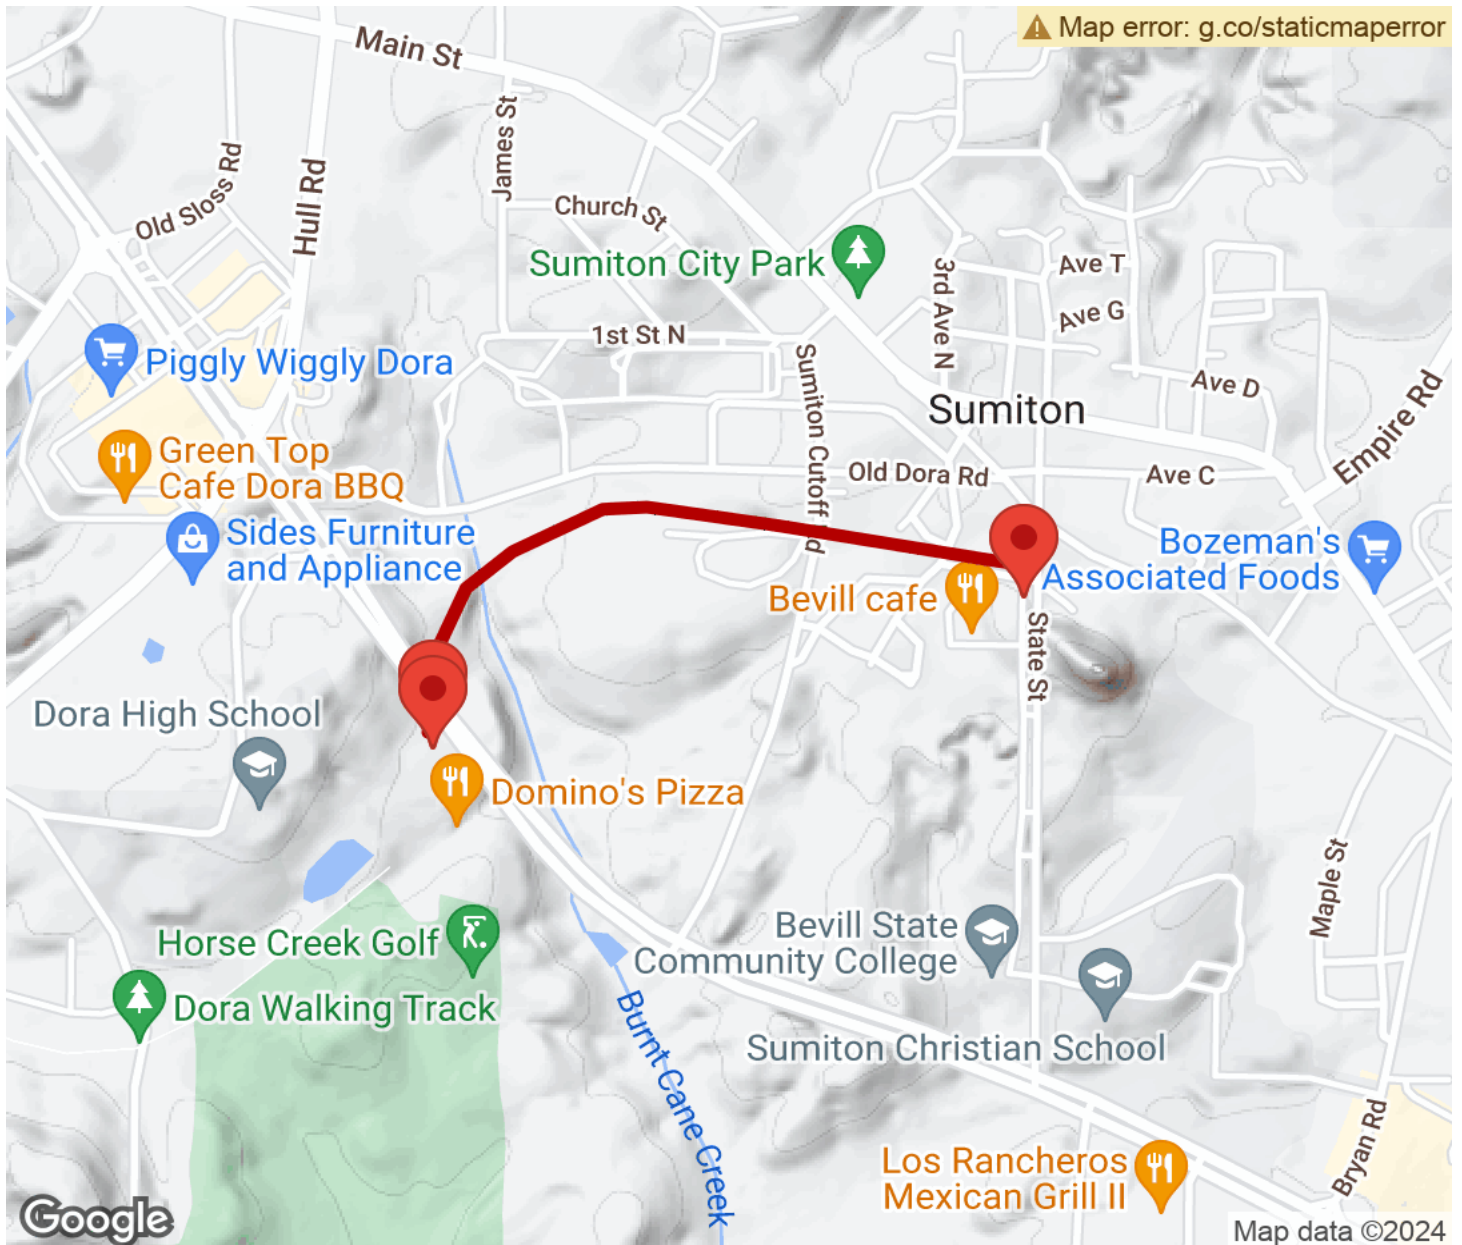 Map error: g.co/staticmaperror
Main St
James St
Old Sloss Rd
Hull Rd
Church St
Sumiton City Park
3rd Ave N
Ave T
Ave G
1st St N
Piggly Wiggly Dora
Sumiton Cutoff
Ave D
Empire Rd
Sumiton
Green Top
Cafe Dora BBQ
Old Dora Rd
Ave C
Sides Furniture
and Appliance
Bozeman's
Associated Foods
Bevill cafe
State St
Dora High School
Domino's Pizza
Maple St
Horse Creek Golf
Bevill State
Community College
Dora Walking Track
Burnt Cane Creek
Sumiton Christian School
Bryan Rd
Los Rancheros
Mexican Grill II
Google
Map data ©2024